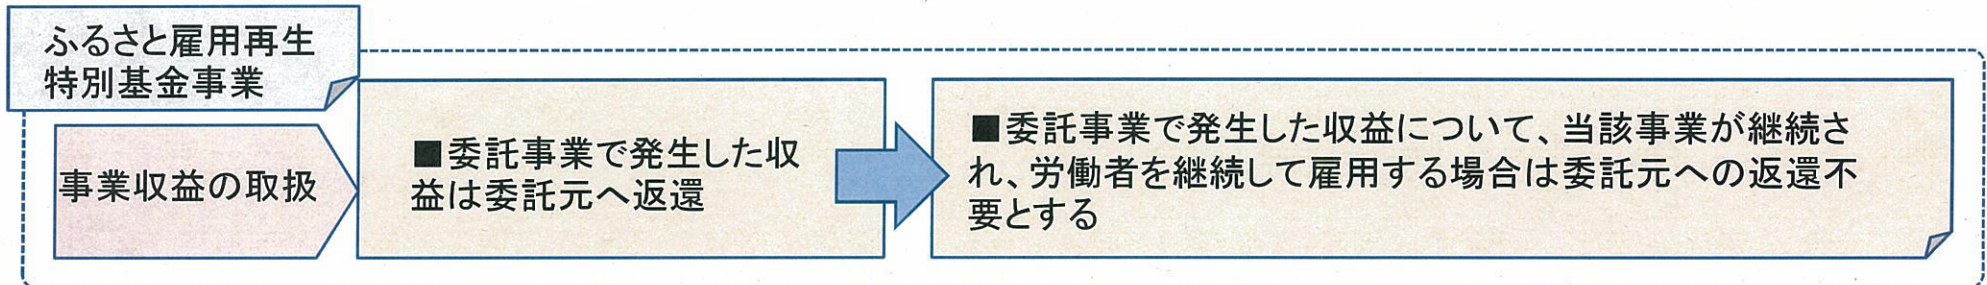 ふるさと雇用再生
特別基金事業
事業収益の取扱
■委託事業で発生した収
益は委託元へ返還
■委託事業で発生した収益について、当該事業が継続さ
れ、労働者を継続して雇用する場合は委託元への返還不
要とする